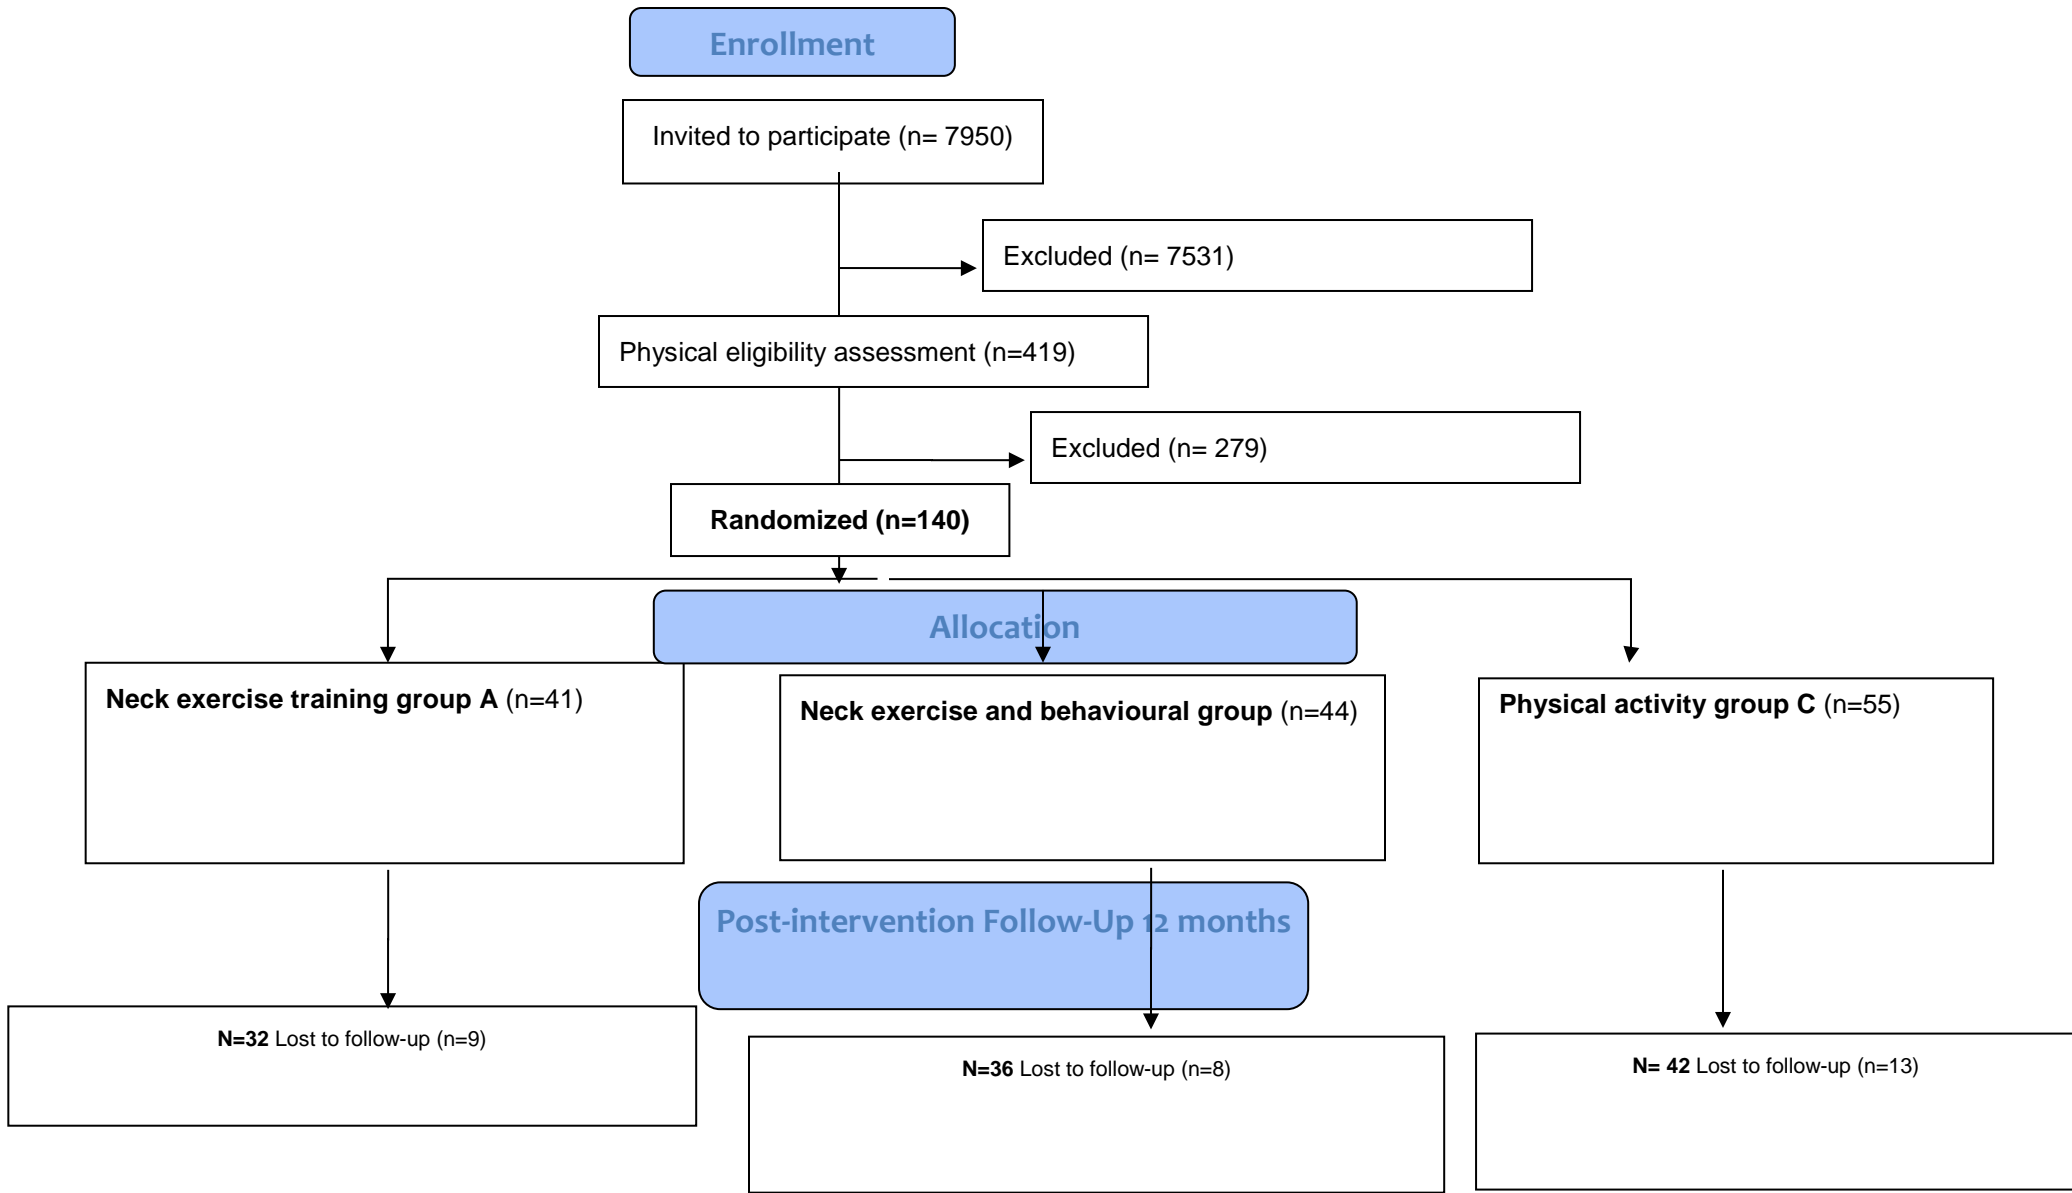 Enrollment
Invited to participate (n= 7950)
Excluded (n= 7531)
Physical eligibility assessment (n=419)
Excluded (n= 279)
Randomized (n=140)
Allocation
Neck exercise training group A (n=41)
Neck exercise and behavioural group (n=44)
Physical activity group C (n=55)
Post-intervention Follow-Up 12 months
N=32 Lost to follow-up (n=9)
N=36 Lost to follow-up (n=8)
N= 42 Lost to follow-up (n=13)